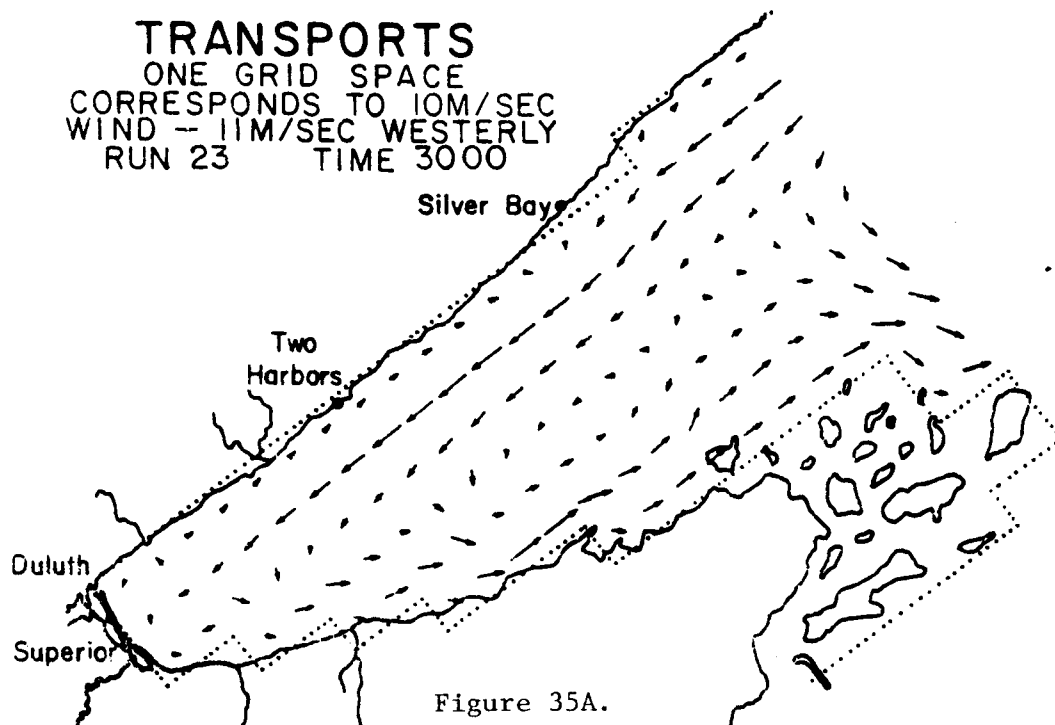 TRANSPORTS
ONE GRID SPACE
CORRESPONDS TO 10M/SEC
WIND -- 11M/SEC WESTERLY
RUN 23 TIME 3000
Silver Bay
Two
Harbors
Duluth
Superior
Figure 35A.